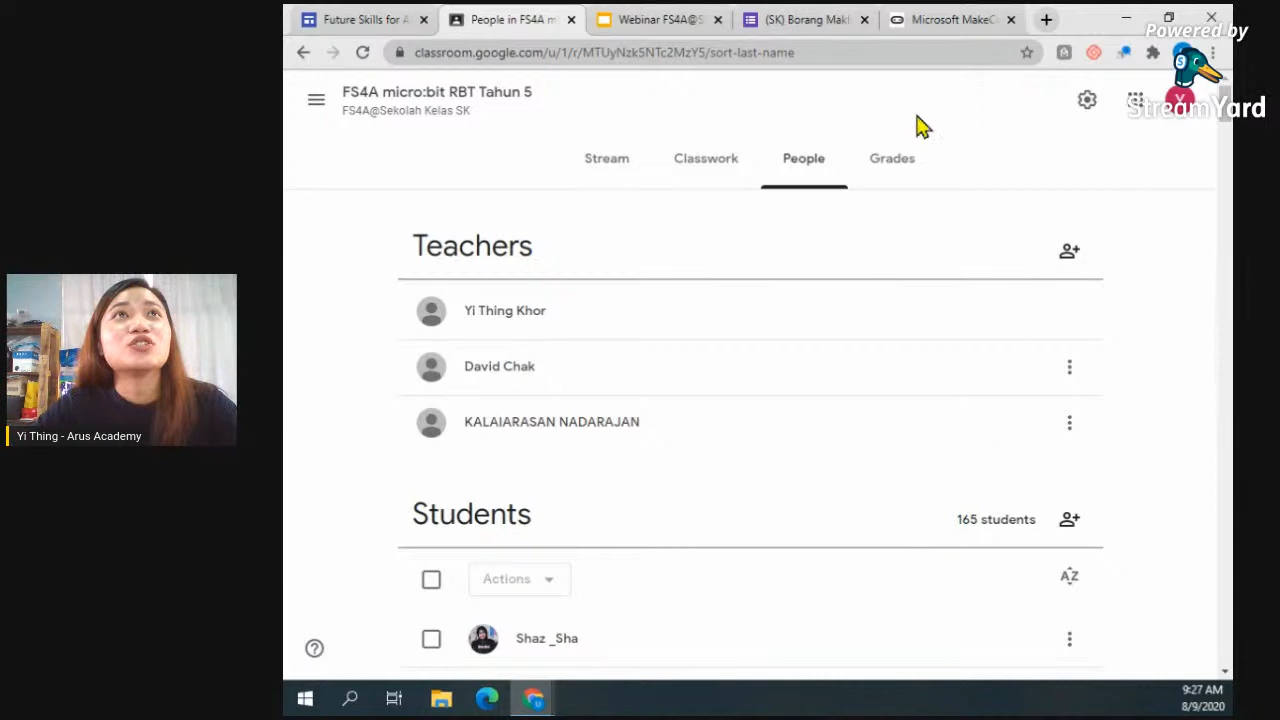 Future Skills for A
People in FS4A m
Webinar FS4A@S
(SK) Borang Mak
Microsoft MakeC
Powered by
StreamYard
classroom.google.com/u/1/r/MTUyNzk5NTc2MzY5/sort-last-name
FS4A micro:bit RBT Tahun 5
FS4A@Sekolah Kelas SK
Y
Stream
Classwork
People
Grades
Teachers
Yi Thing Khor
David Chak
KALAIARASAN NADARAJAN
Students
165 students
Actions
AZ
Shaz _Sha
Yi Thing - Arus Academy
9:27 AM
8/9/2020